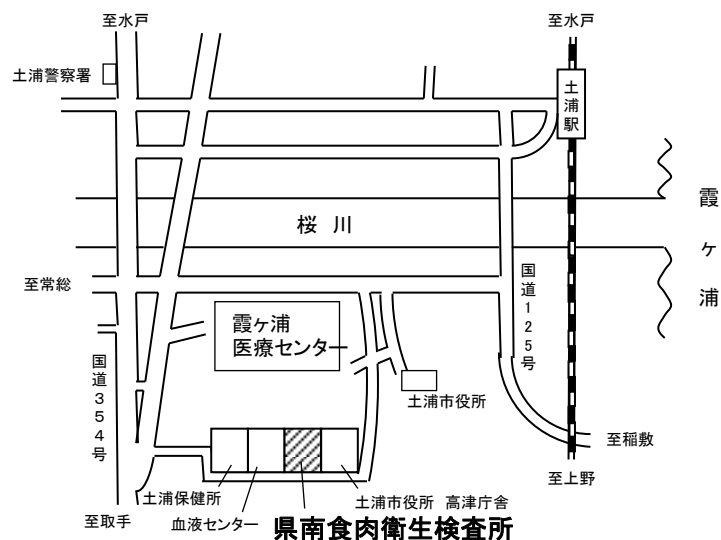 至水戸
至水戸
土浦警察署
土浦駅
桜川
霞ヶ浦
至常総
国道125号
霞ヶ浦
医療センター
国道354号
土浦市役所
至稲敷
至上野
土浦保健所
土浦市役所 高津庁舎
至取手
血液センター
県南食肉衛生検査所